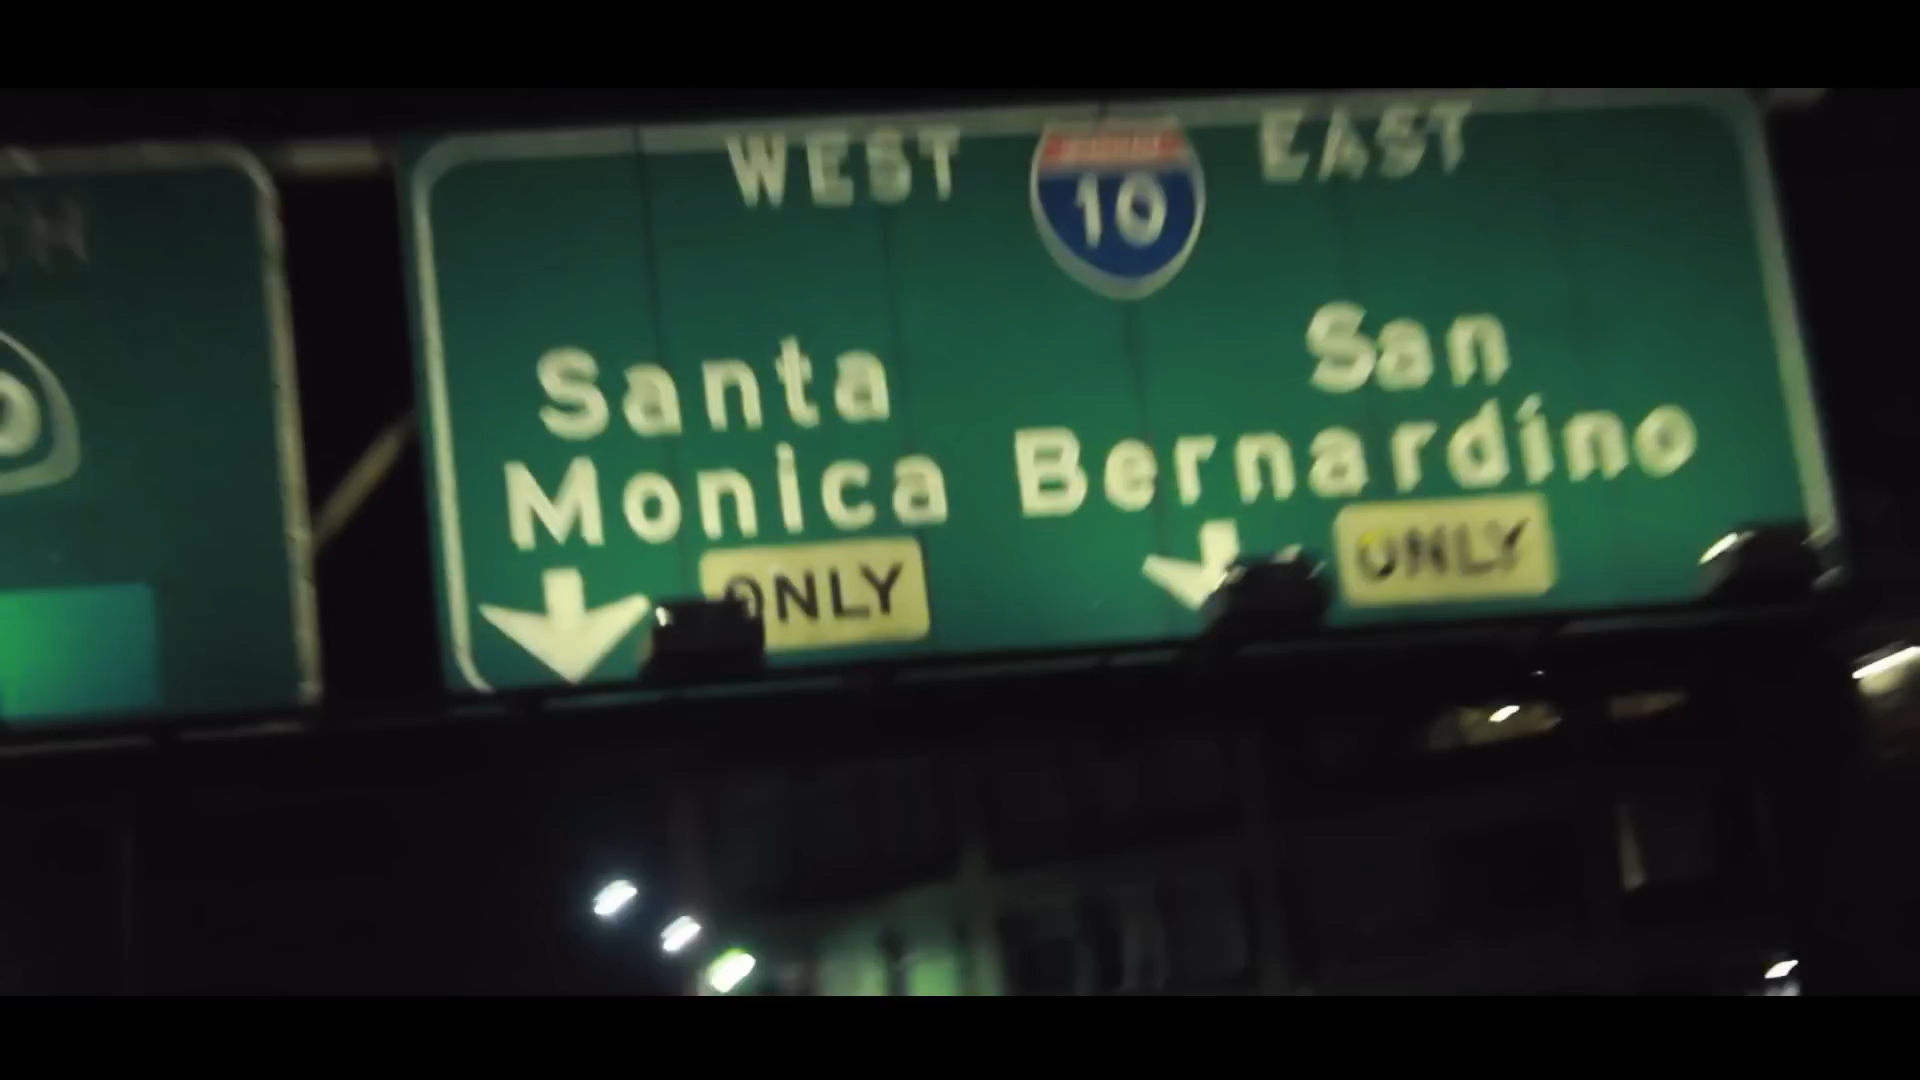 WEST 10 EAST
Santa
Monica
ONLY
San
Bernardino
ONLY